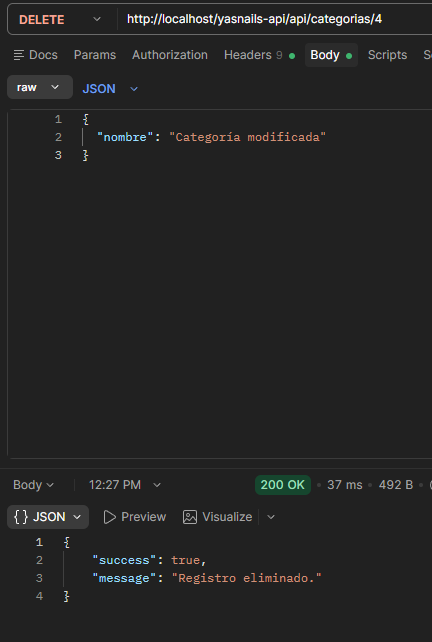 DELETE http://localhost/yasnails-api/api/categorias/4
Docs Params Authorization Headers 9 Body Scripts
raw JSON
1 {
2 "nombre": "Categoría modificada"
3 }
Body 12:27 PM 200 OK • 37 ms • 492 B •
{} JSON Preview Visualize
1 {
2 "success": true,
3 "message": "Registro eliminado."
4 }